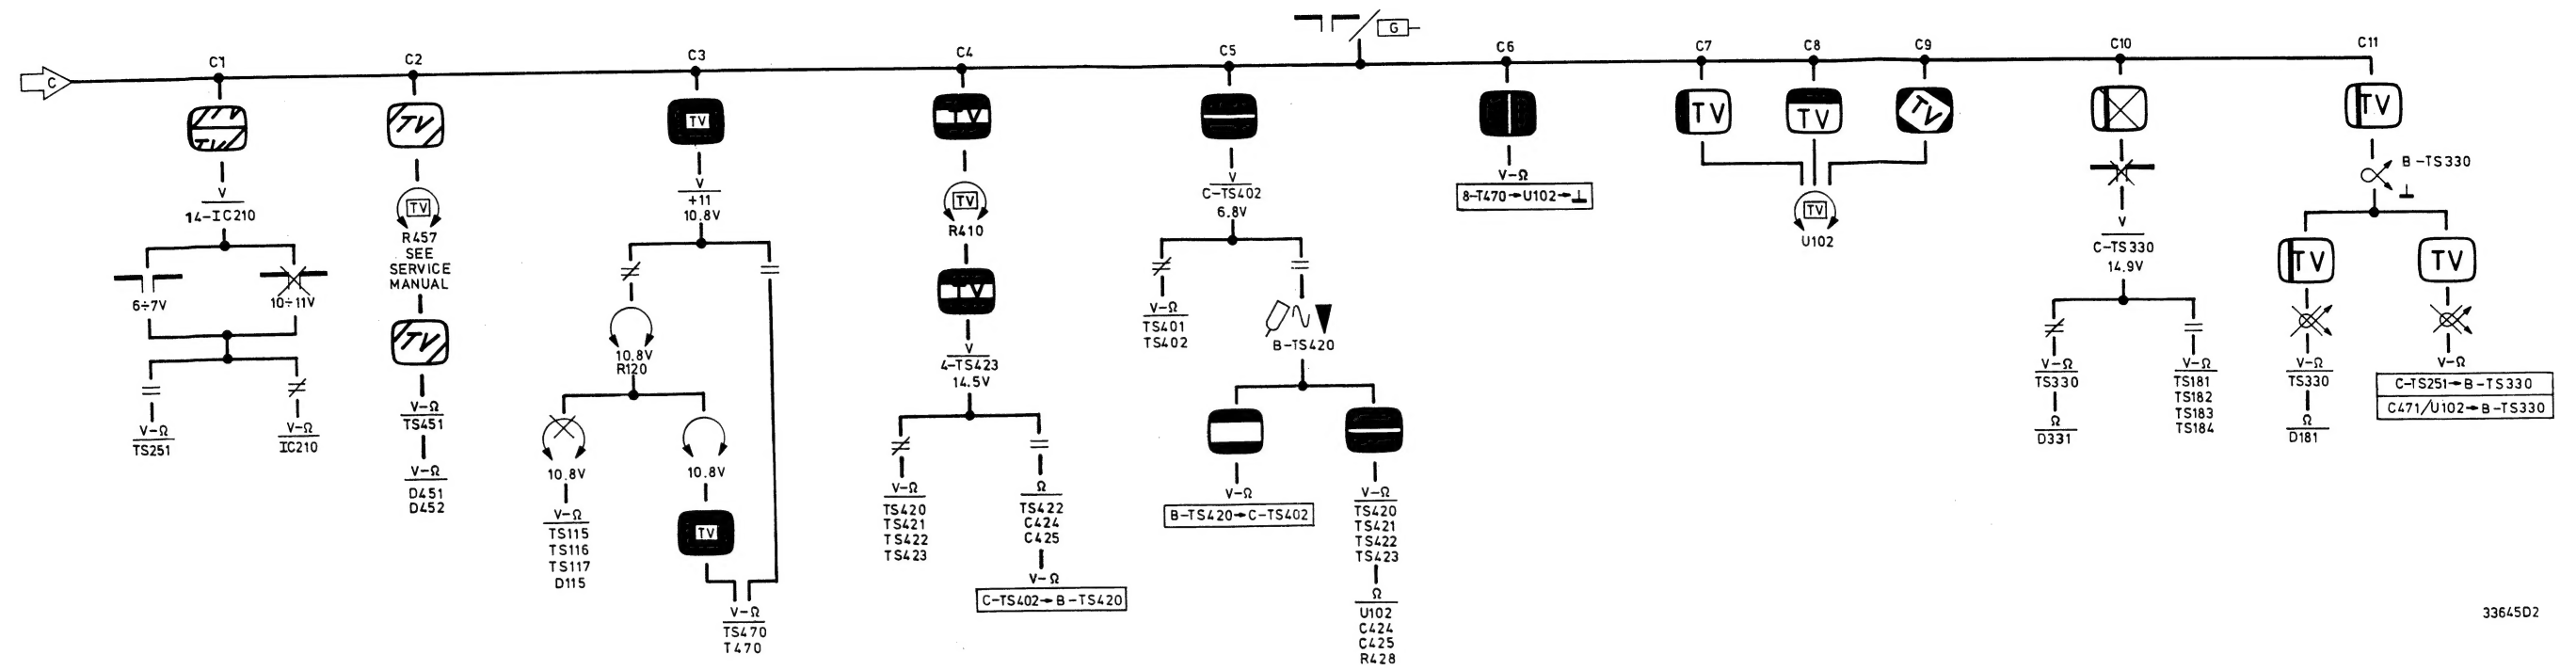 C
C1
TV
TV
V
14-IC210
6÷7V
10÷11V
V-Ω
TS251
V-Ω
IC210
C2
TV
TV
R457
SEE
SERVICE
MANUAL
TV
V-Ω
TS451
V-Ω
D451
D452
C3
TV
V
+11
10.8V
10.8V
R120
10.8V
V-Ω
TS115
TS116
TS117
D115
10.8V
TV
V-Ω
TS470
T470
C4
TV
TV
R410
TV
V
4-TS423
14.5V
V-Ω
TS420
TS421
TS422
TS423
Ω
TS422
C424
C425
V-Ω
C-TS402→B-TS420
C5
V
C-TS402
6.8V
V-Ω
TS401
TS402
B-TS420
V-Ω
B-TS420→C-TS402
V-Ω
TS420
TS421
TS422
TS423
Ω
U102
C424
C425
R428
G
C6
V-Ω
8-T470→U102→⊥
C7
TV
C8
TV
C9
TV
TV
U102
C10
V
C-TS330
14.9V
V-Ω
TS330
Ω
D331
V-Ω
TS181
TS182
TS183
TS184
C11
TV
B-TS330
TV
V-Ω
TS330
Ω
D181
TV
V-Ω
C-TS251→B-TS330
C471/U102→B-TS330
33645D2